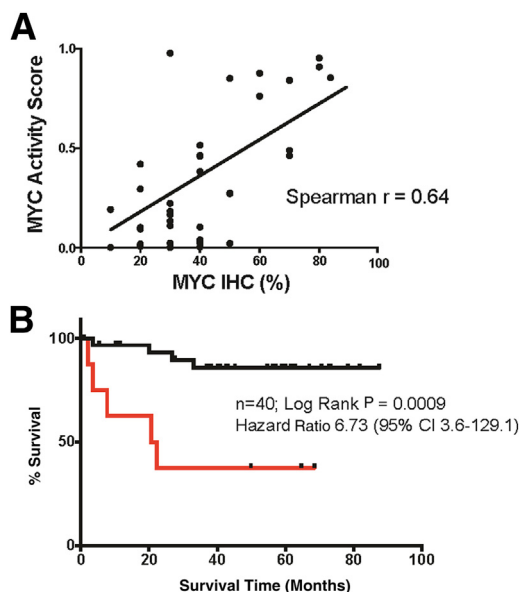 A
MYC Activity Score
1.0
0.5
0.0
0
20
40
60
80
100
MYC IHC (%)
Spearman r = 0.64
B
% Survival
100
50
0
0
20
40
60
80
100
n=40; Log Rank P = 0.0009
Hazard Ratio 6.73 (95% CI 3.6-129.1)
Survival Time (Months)